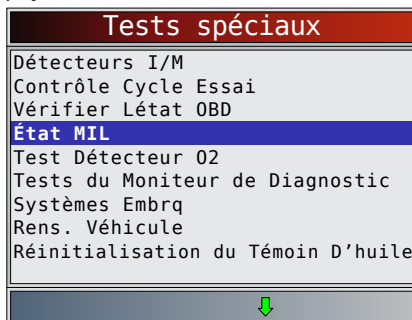 Tests spéciaux
Détecteurs I/M
Contrôle Cycle Essai
Vérifier Létat OBD
État MIL
Test Détecteur O2
Tests du Moniteur de Diagnostic
Systèmes Embrq
Rens. Véhicule
Réinitialisation du Témoin D'huile